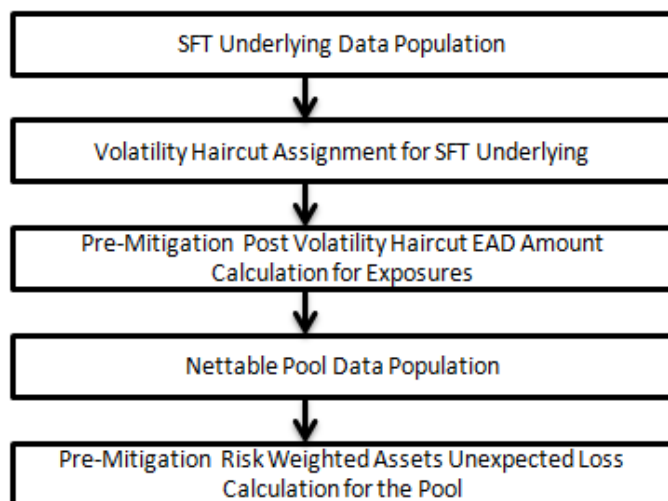 SFT Underlying Data Population
Volatility Haircut Assignment for SFT Underlying
Pre-Mitigation Post Volatility Haircut EAD Amount
Calculation for Exposures
Nettable Pool Data Population
Pre-Mitigation Risk Weighted Assets Unexpected Loss
Calculation for the Pool